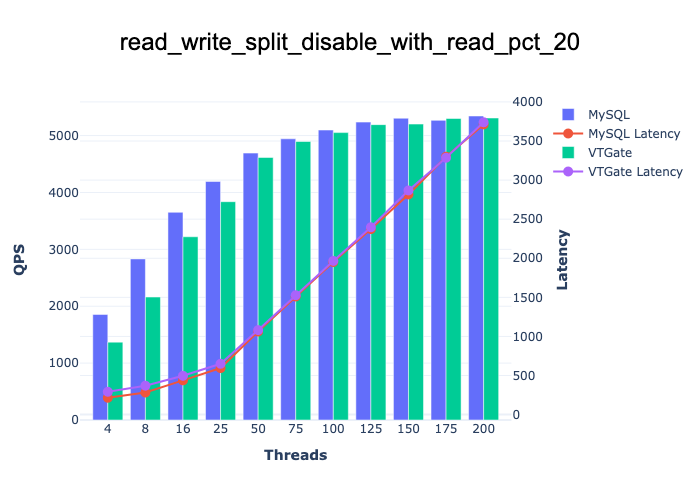 read_write_split_disable_with_read_pct_20
QPS
5000
4000
3000
2000
1000
0
4 8 16 25 50 75 100 125 150 175 200
Threads
4000
3500
3000
2500
2000
1500
1000
500
0
Latency
MySQL
MySQL Latency
VTGate
VTGate Latency